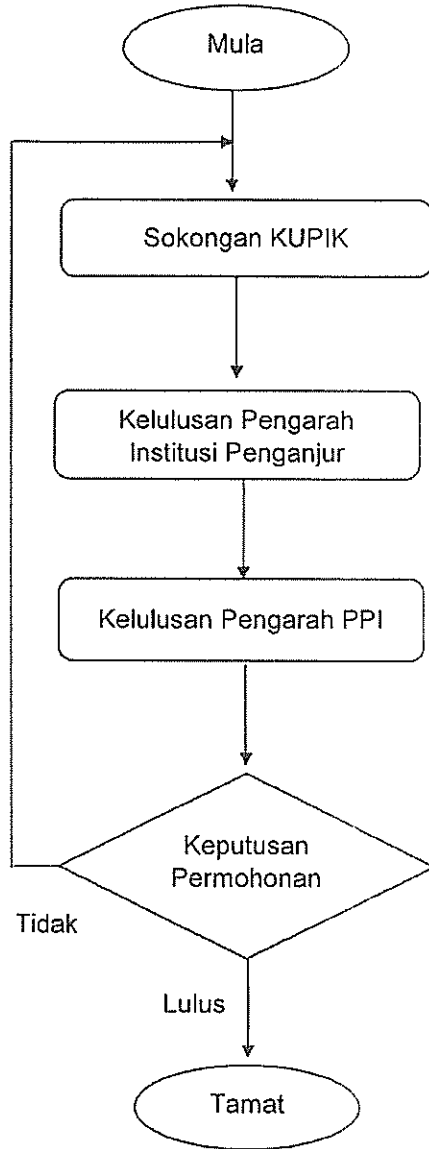 Mula
Sokongan KUPIK
Kelulusan Pengarah
Institusi Penganjur
Kelulusan Pengarah PPI
Keputusan
Permohonan
Tidak
Lulus
Tamat